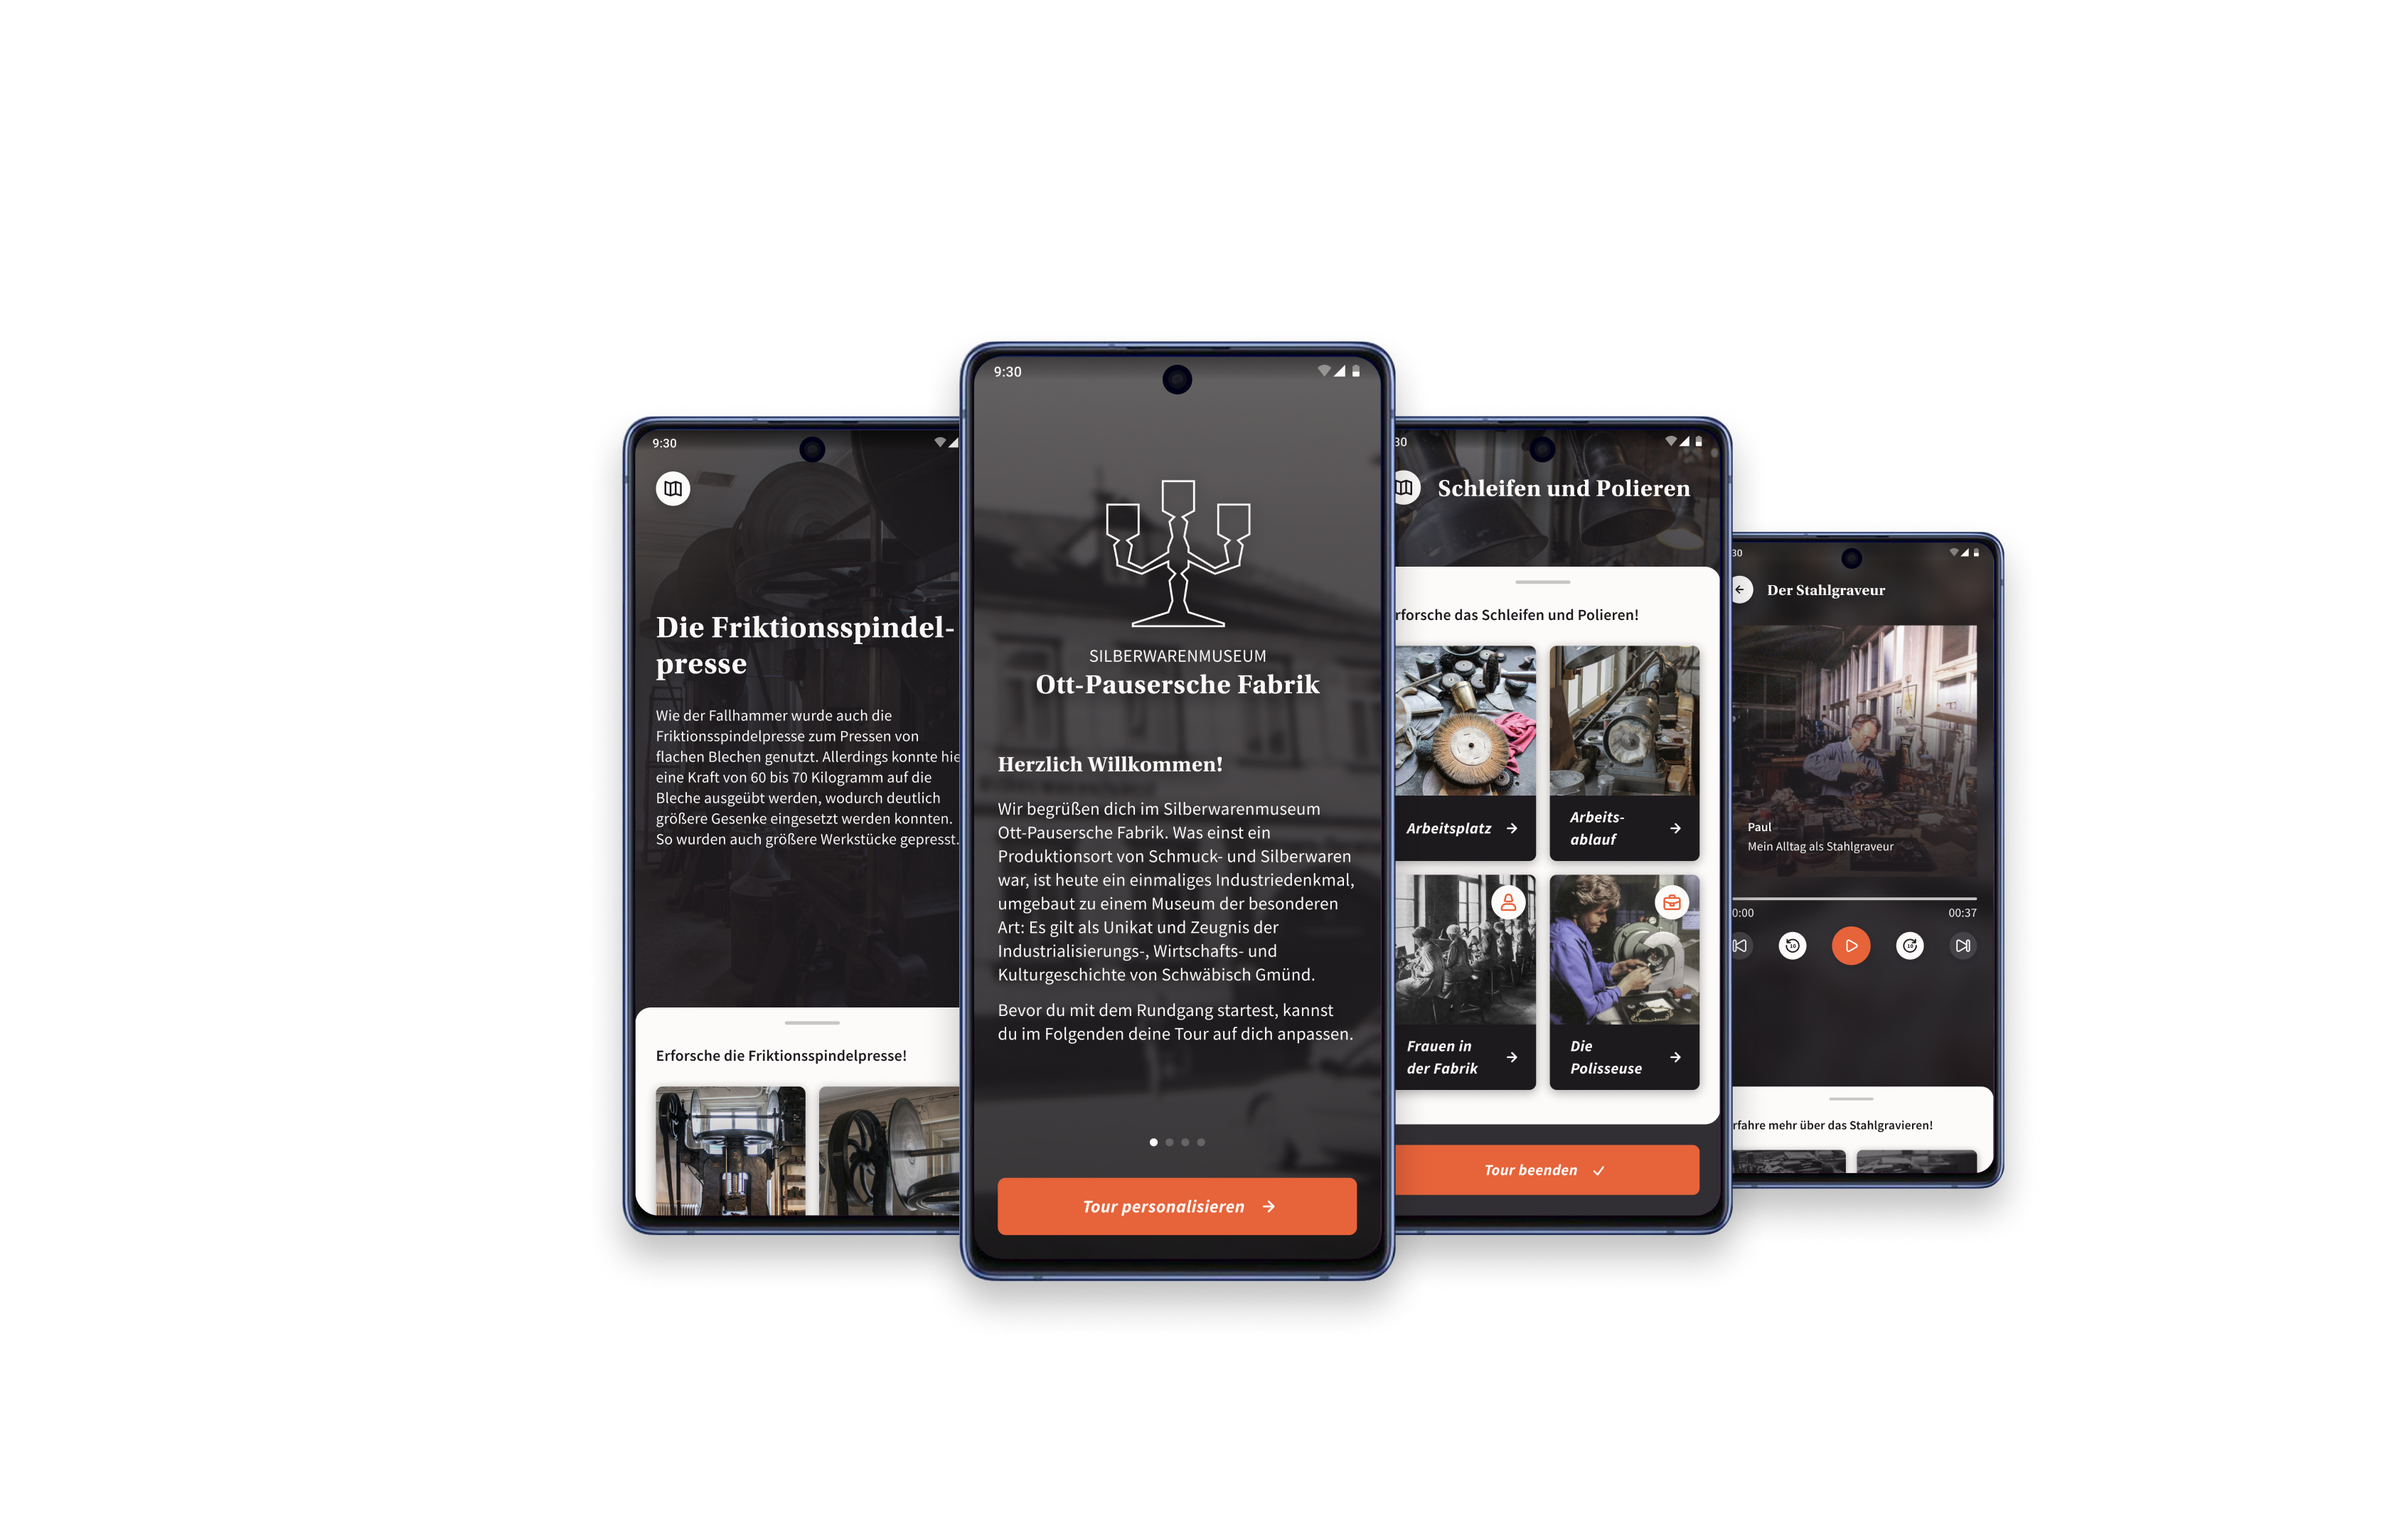 9:30
Die Friktionsspindel-
presse
Wie der Fallhammer wurde auch die
Friktionsspindelpresse zum Pressen von
flachen Blechen genutzt. Allerdings konnte hie
eine Kraft von 60 bis 70 Kilogramm auf die
Bleche ausgeübt werden, wodurch deutlich
größere Gesenke eingesetzt werden konnten.
So wurden auch größere Werkstücke gepresst.
Erforsche die Friktionsspindelpresse!
9:30
SILBERWARENMUSEUM
Ott-Pausersche Fabrik
Herzlich Willkommen!
Wir begrüßen dich im Silberwarenmuseum
Ott-Pausersche Fabrik. Was einst ein
Produktionsort von Schmuck- und Silberwaren
war, ist heute ein einmaliges Industriedenkmal,
umgebaut zu einem Museum der besonderen
Art: Es gilt als Unikat und Zeugnis der
Industrialisierungs-, Wirtschafts- und
Kulturgeschichte von Schwäbisch Gmünd.
Bevor du mit dem Rundgang startest, kannst
du im Folgenden deine Tour auf dich anpassen.
Tour personalisieren
30
Schleifen und Polieren
rforsche das Schleifen und Polieren!
Arbeitsplatz
Arbeits-
ablauf
Frauen in
der Fabrik
Die
Polisseuse
Tour beenden
30
Der Stahlgraveur
Paul
Mein Alltag als Stahlgraveur
0:00
00:37
10
10
rfahre mehr über das Stahlgravieren!